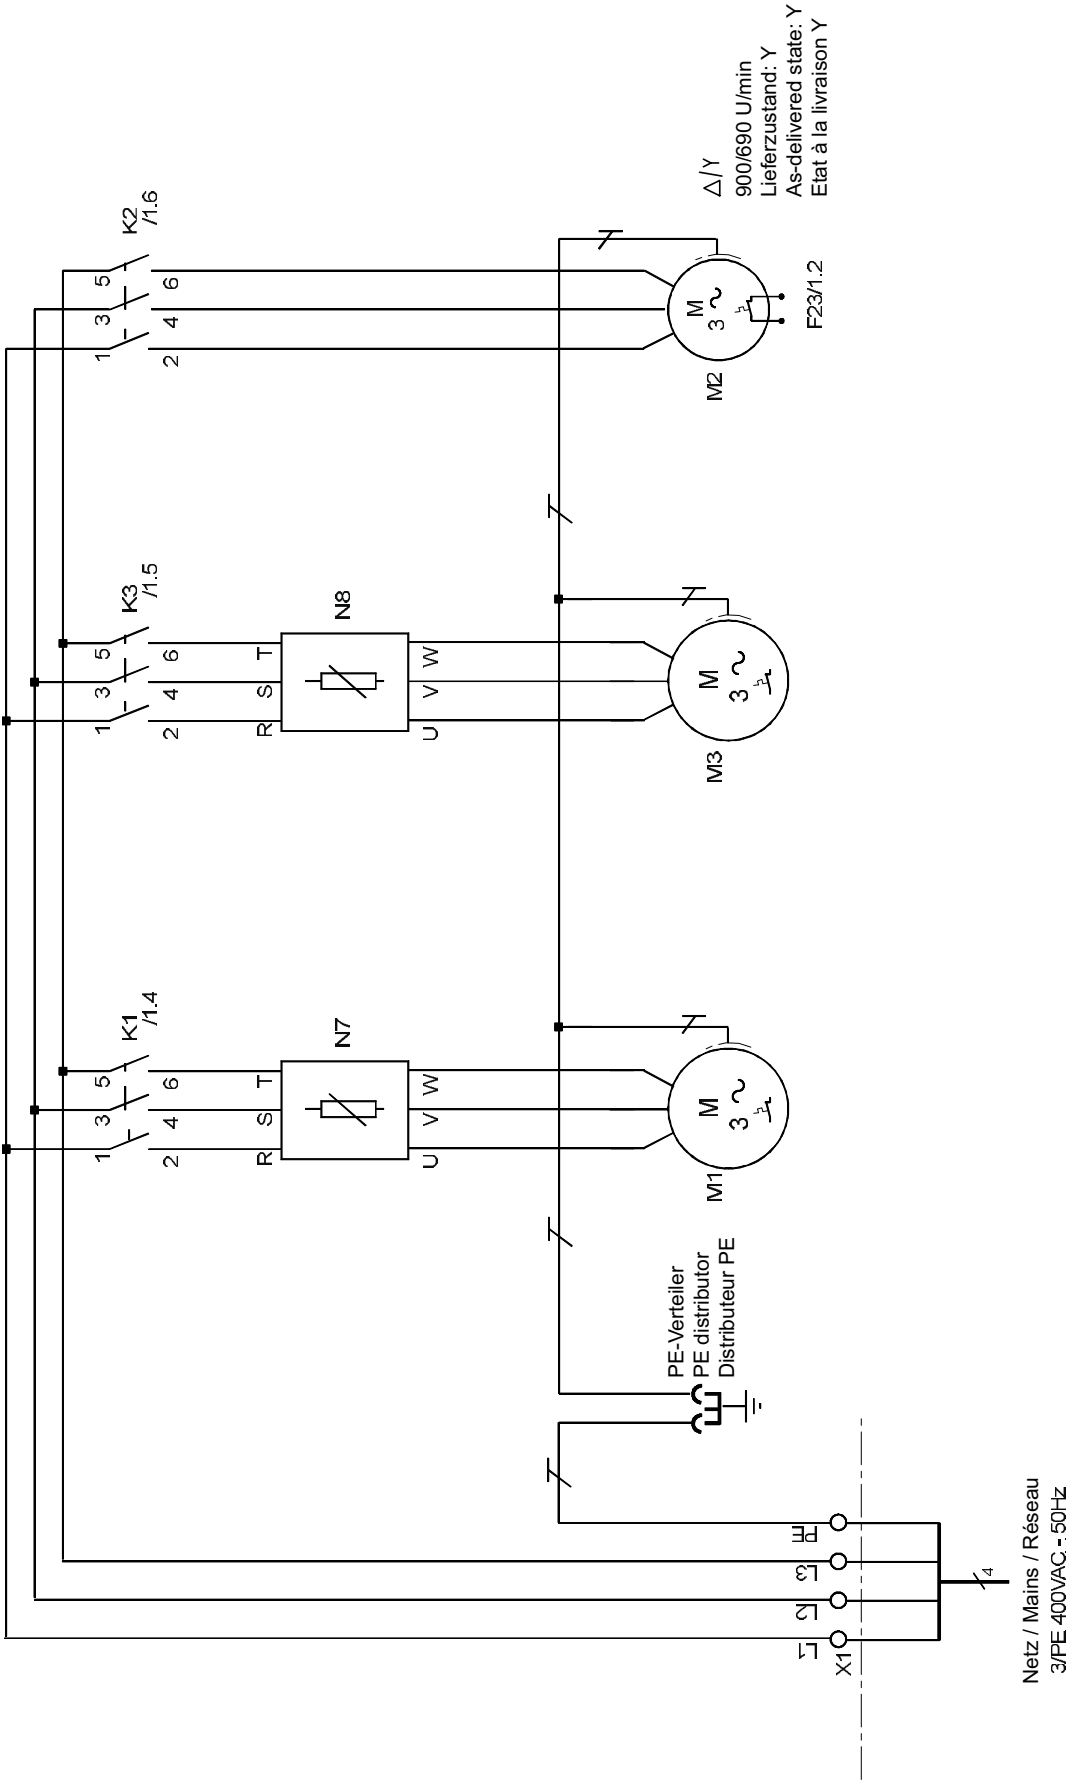 L1
L2
L3
PE
X1
Netz / Mains / Réseau
3/PE 400VAC - 50Hz
4
PE-Verteiler
PE distributor
Distributeur PE
K1
/1.4
1
3
5
2
4
6
R
S
T
N7
U
V
W
M1
M
3
K3
/1.5
1
3
5
2
4
6
R
S
T
N8
U
V
W
M3
M
3
K2
/1.6
1
3
5
2
4
6
M2
M
3
F23/1.2
△/Y
900/690 U/min
Lieferzustand: Y
As-delivered state: Y
Etat à la livraison Y